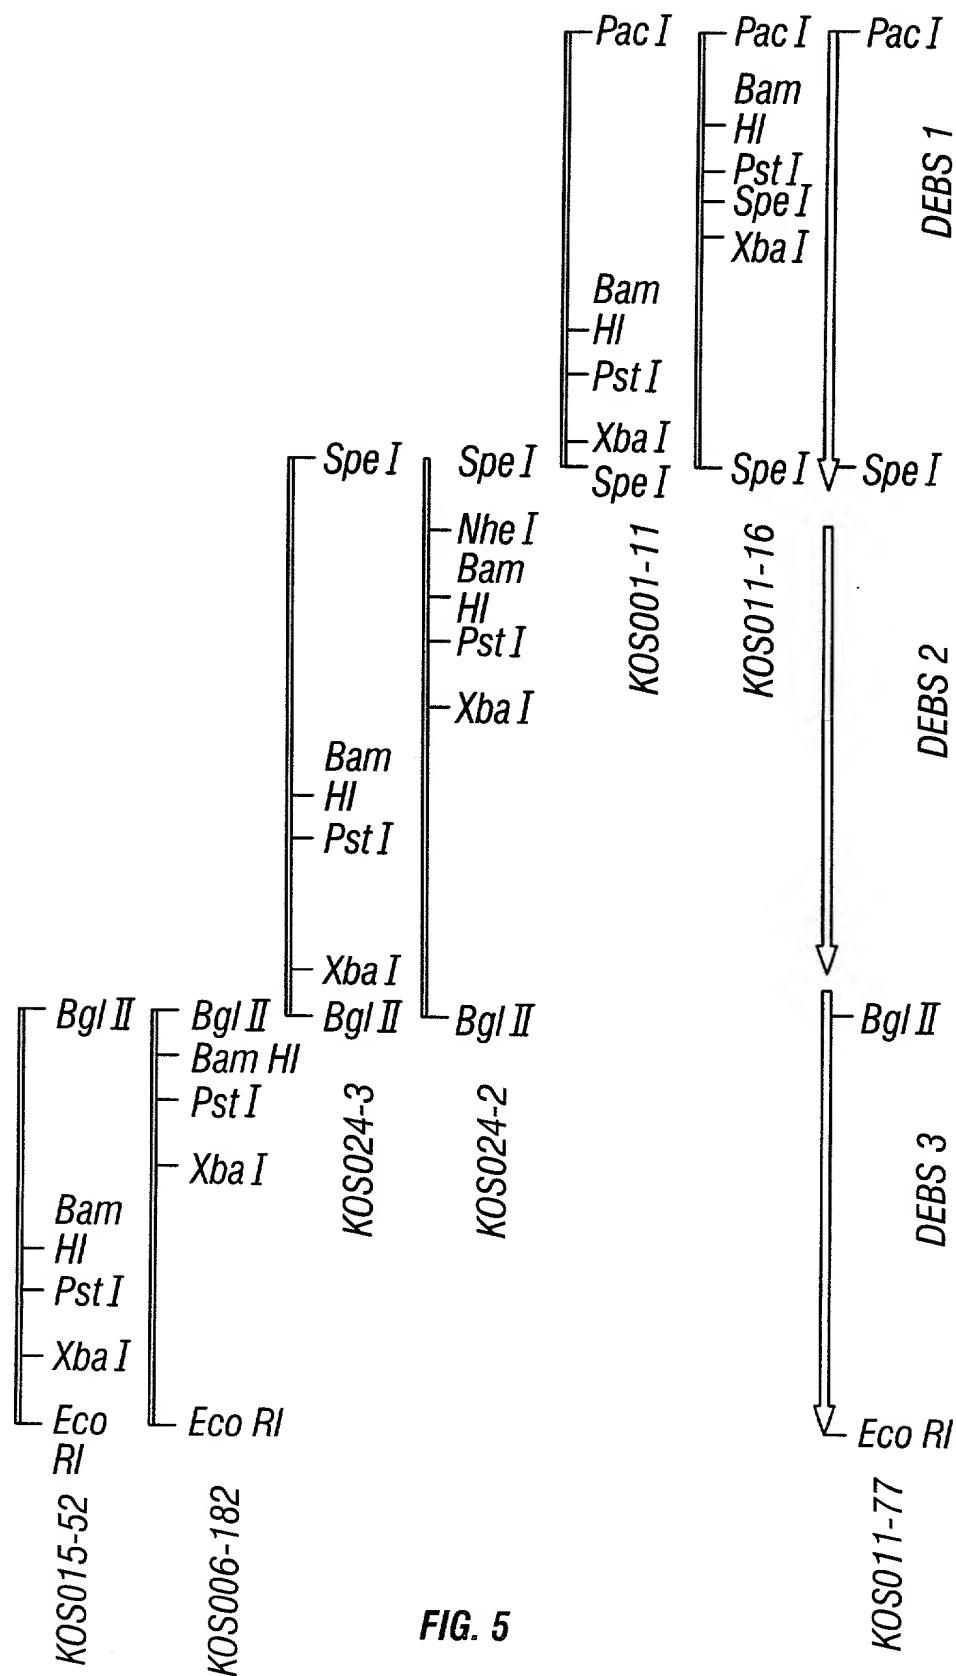 Pac I
Bam
HI
Pst I
Xba I
Spe I
KOS001-11
Pac I
Bam
HI
Pst I
Spe I
Xba I
Spe I
KOS011-16
Pac I
Spe I
Bgl II
Eco RI
KOS011-77
DEBS 1
DEBS 2
DEBS 3
Spe I
Bam
HI
Pst I
Xba I
Bgl II
KOS024-3
Spe I
Nhe I
Bam
HI
Pst I
Xba I
Bgl II
KOS024-2
Bgl II
Bam
HI
Pst I
Xba I
Eco
RI
KOS015-52
Bgl II
Bam HI
Pst I
Xba I
Eco RI
KOS006-182
FIG. 5